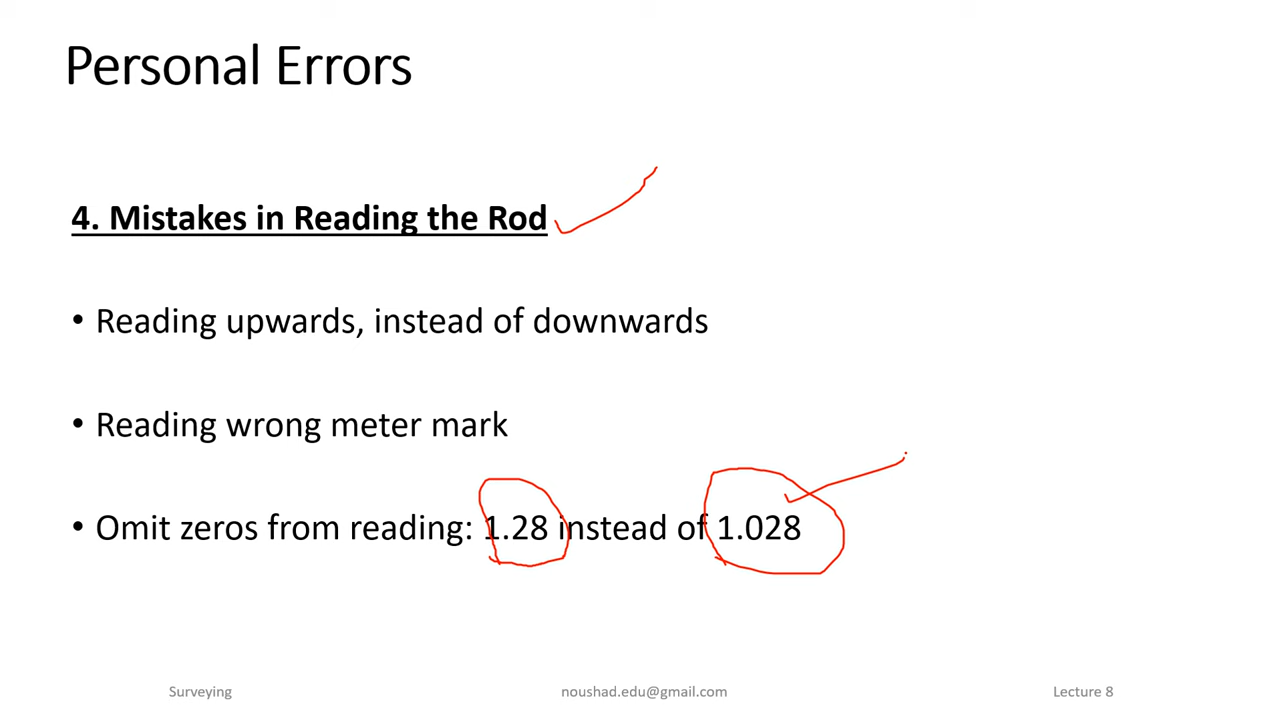 Personal Errors
4. Mistakes in Reading the Rod
• Reading upwards, instead of downwards
• Reading wrong meter mark
• Omit zeros from reading: 1.28 instead of 1.028
Surveying noushad.edu@gmail.com Lecture 8